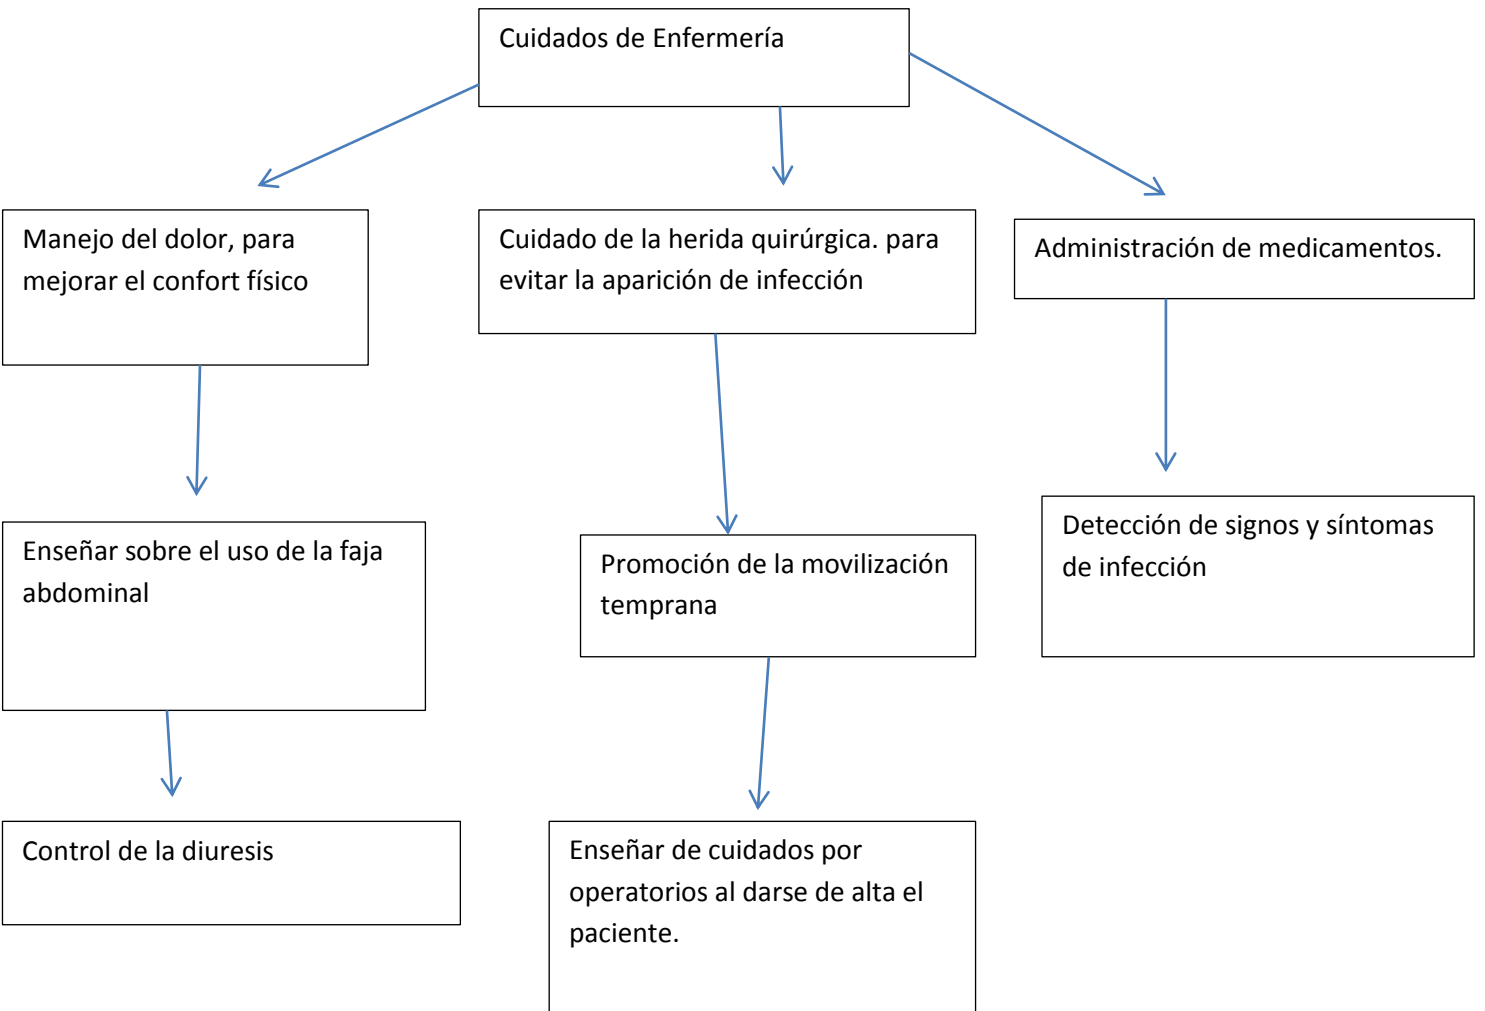 Cuidados de Enfermería
Manejo del dolor, para
mejorar el confort físico
Cuidado de la herida quirúrgica. para
evitar la aparición de infección
Administración de medicamentos.
Enseñar sobre el uso de la faja
abdominal
Promoción de la movilización
temprana
Detección de signos y síntomas
de infección
Control de la diuresis
Enseñar de cuidados por
operatorios al darse de alta el
paciente.